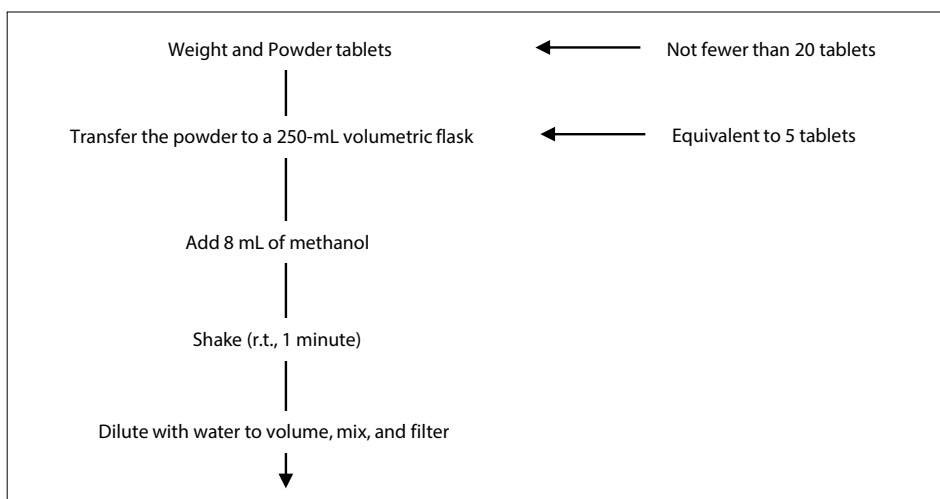 Weight and Powder tablets
Not fewer than 20 tablets
Transfer the powder to a 250-mL volumetric flask
Equivalent to 5 tablets
Add 8 mL of methanol
Shake (r.t., 1 minute)
Dilute with water to volume, mix, and filter